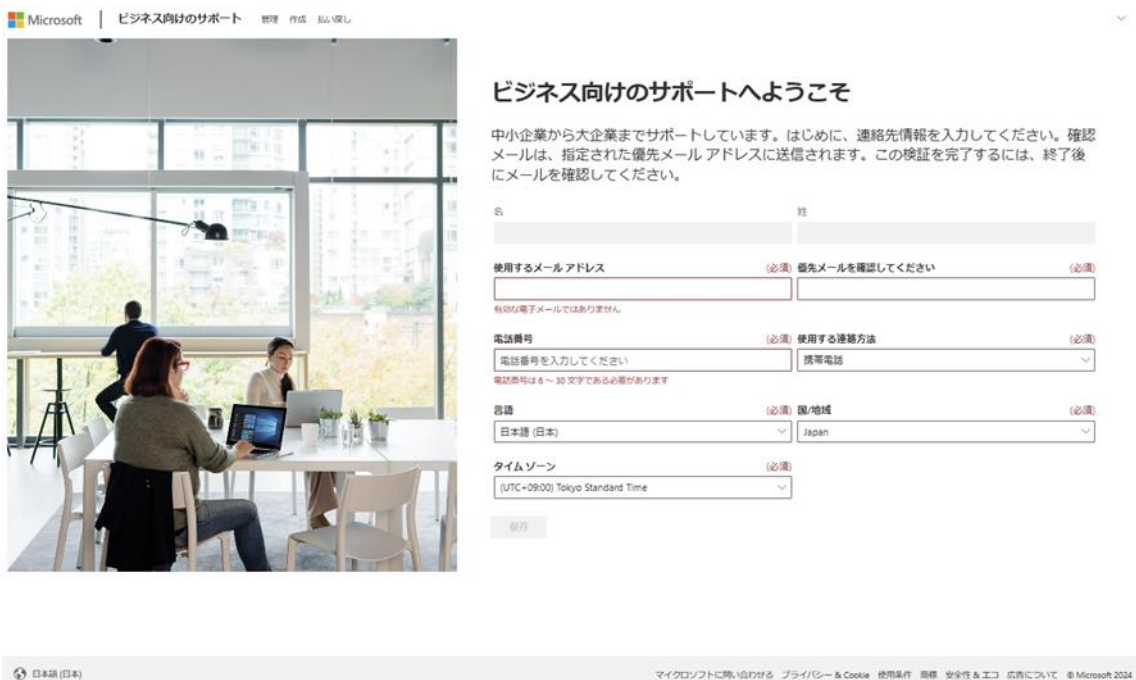 Microsoft ビジネス向けのサポート 管理 作成 払い戻し
ビジネス向けのサポートへようこそ
中小企業から大企業までサポートしています。はじめに、連絡先情報を入力してください。確認
メールは、指定された優先メール アドレスに送信されます。この検証を完了するには、終了後
にメールを確認してください。
名 姓
使用するメール アドレス (必須) 優先メールを確認してください (必須)
有効な電子メールではありません
電話番号 (必須) 使用する連絡方法 (必須)
電話番号を入力してください 携帯電話
電話番号は 6 ~ 30 文字である必要があります
言語 (必須) 国/地域 (必須)
日本語 (日本) Japan
タイム ゾーン (必須)
(UTC+09:00) Tokyo Standard Time
保存
日本語 (日本) マイクロソフトに問い合わせる プライバシー & Cookie 使用条件 商標 安全性 & エコ 広告について © Microsoft 2024